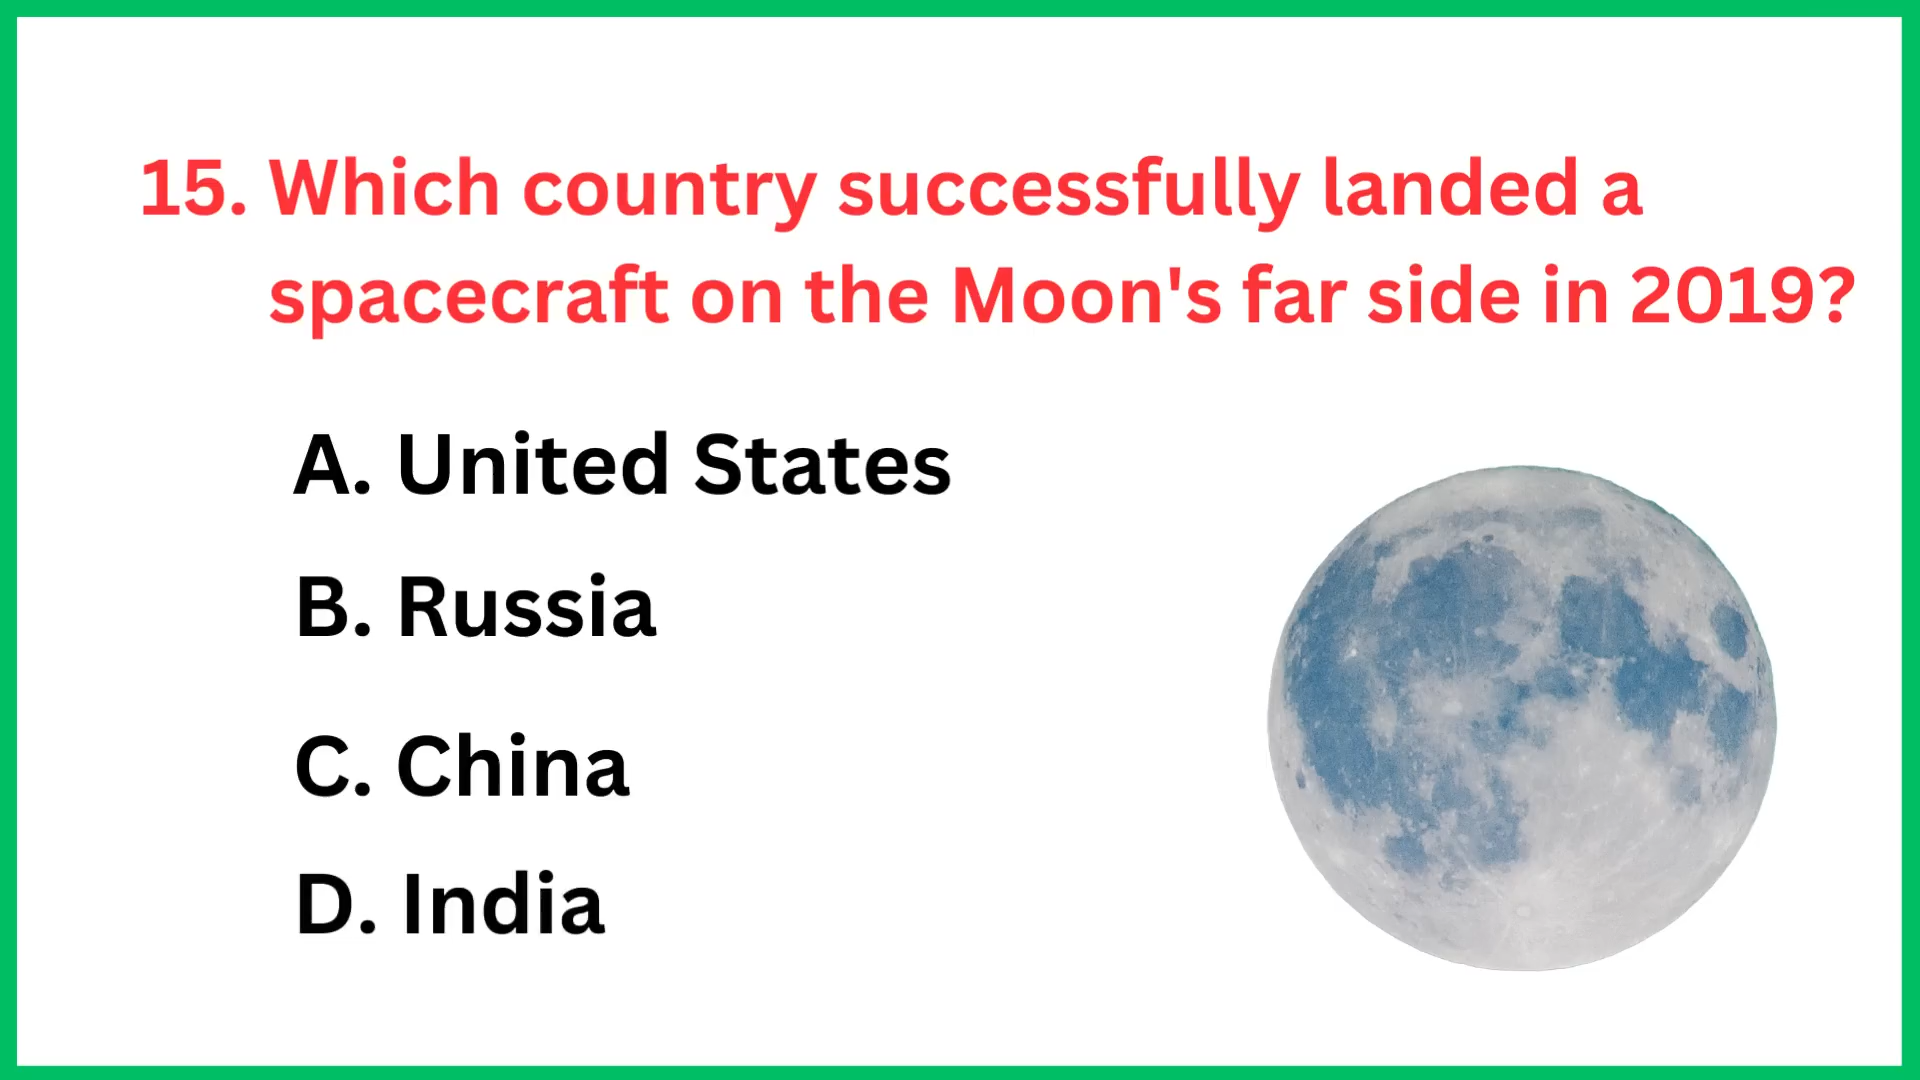 15. Which country successfully landed a
spacecraft on the Moon's far side in 2019?
A. United States
B. Russia
C. China
D. India